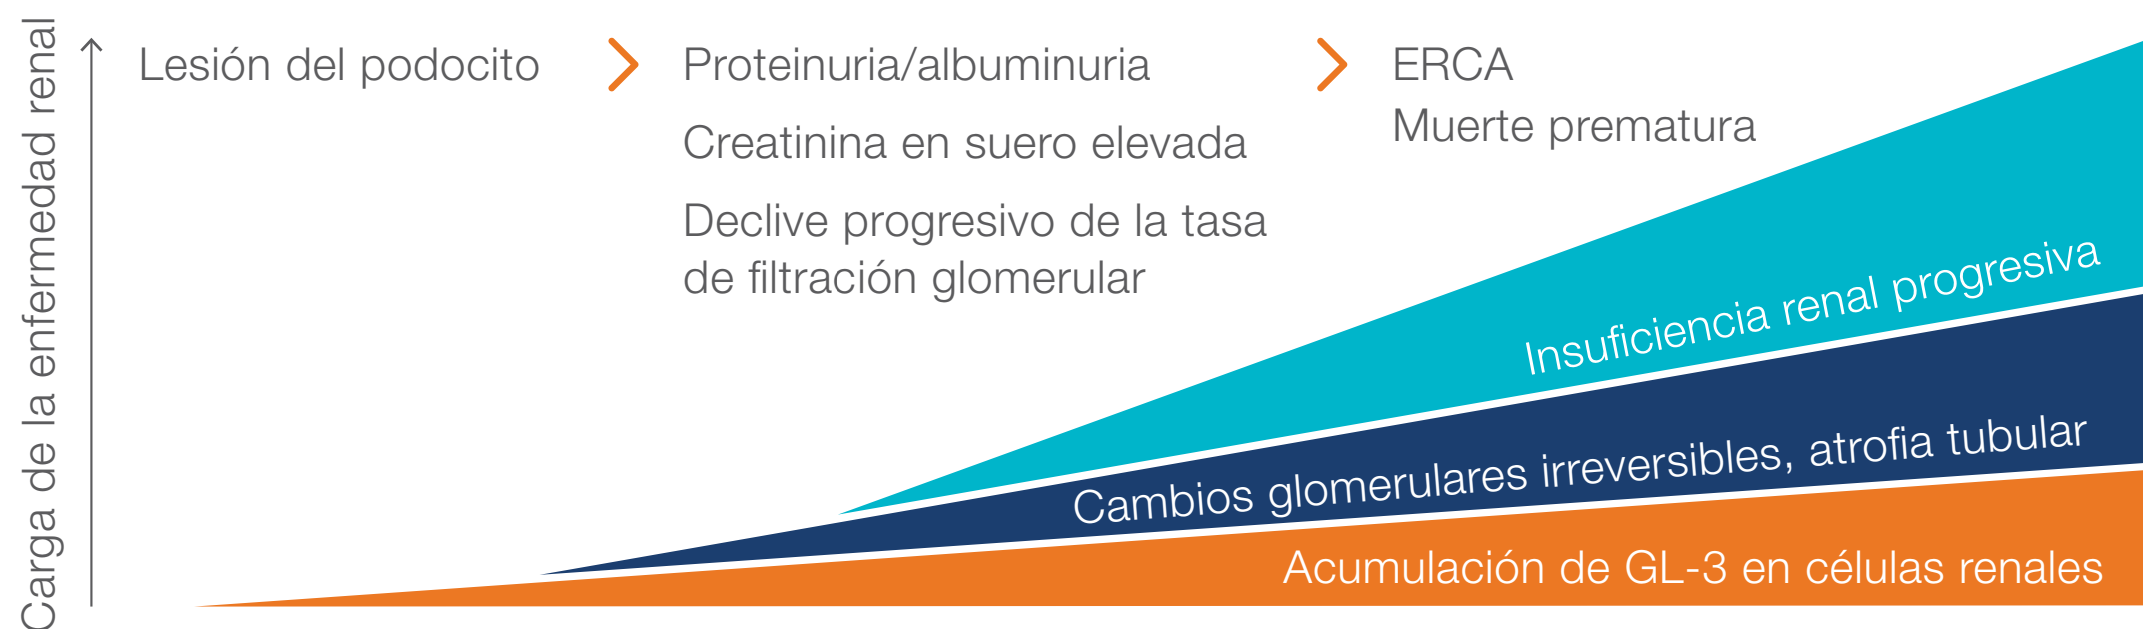 Carga de la enfermedad renal
Lesión del podocito
Proteinuria/albuminuria
Creatinina en suero elevada
Declive progresivo de la tasa
de filtración glomerular
ERCA
Muerte prematura
Insuficiencia renal progresiva
Cambios glomerulares irreversibles, atrofia tubular
Acumulación de GL-3 en células renales